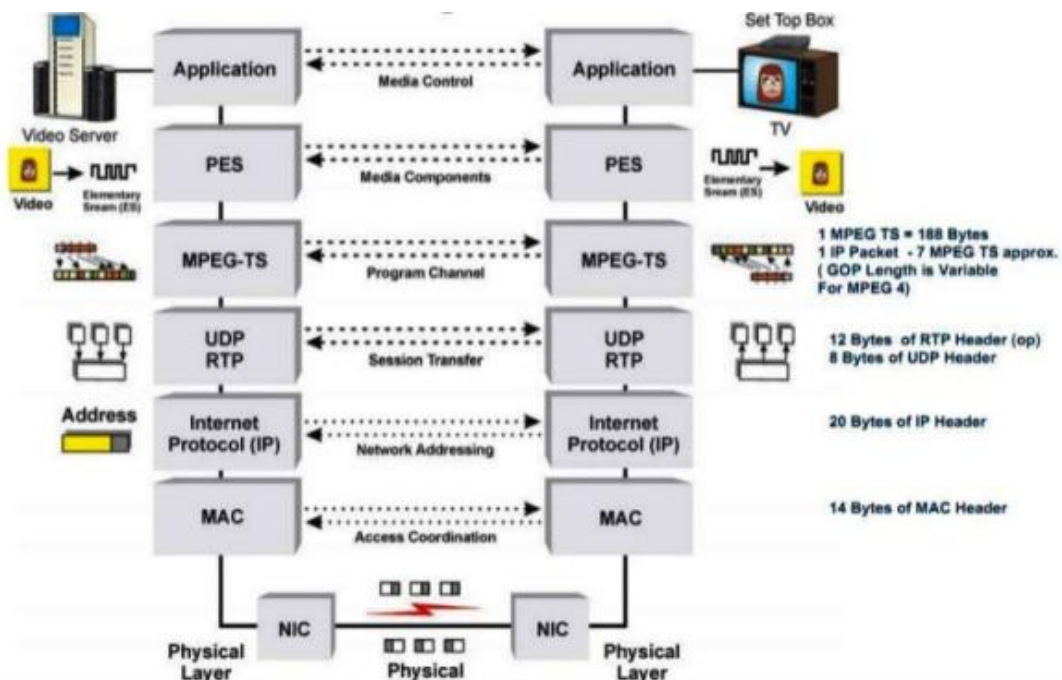 Set Top Box
Application
Media Control
Application
Video Server
TV
PES
Media Components
PES
Elementary
Sream (ES)
Video
Elementary
Sream (ES)
Video
MPEG-TS
Program Channel
MPEG-TS
1 MPEG TS = 188 Bytes
1 IP Packet - 7 MPEG TS approx.
( GOP Length is Variable
For MPEG 4)
UDP
RTP
Session Transfer
UDP
RTP
12 Bytes of RTP Header (op)
8 Bytes of UDP Header
Address
Internet
Protocol (IP)
Network Addressing
Internet
Protocol (IP)
20 Bytes of IP Header
MAC
Access Coordination
MAC
14 Bytes of MAC Header
NIC
NIC
Physical
Layer
Physical
Physical
Layer